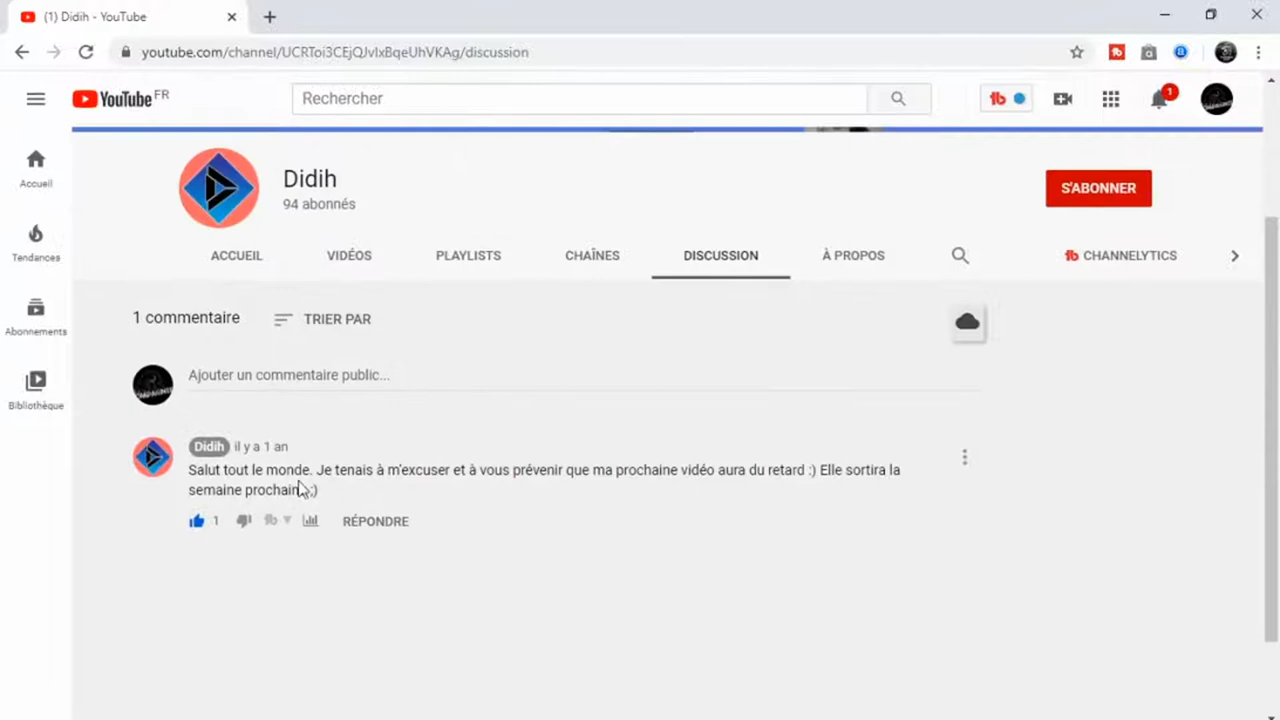 (1) Didih - YouTube
youtube.com/channel/UCRToi3CEjQJvIxBqeUhVKAg/discussion
YouTube FR
Rechercher
1
Accueil
Tendances
Abonnements
Bibliothèque
Didih
94 abonnés
S'ABONNER
ACCUEIL VIDÉOS PLAYLISTS CHAÎNES DISCUSSION À PROPOS CHANNELYTICS
1 commentaire TRIER PAR
Ajouter un commentaire public...
Didih il y a 1 an
Salut tout le monde. Je tenais à m'excuser et à vous prévenir que ma prochaine vidéo aura du retard :) Elle sortira la
semaine ;)
1 RÉPONDRE